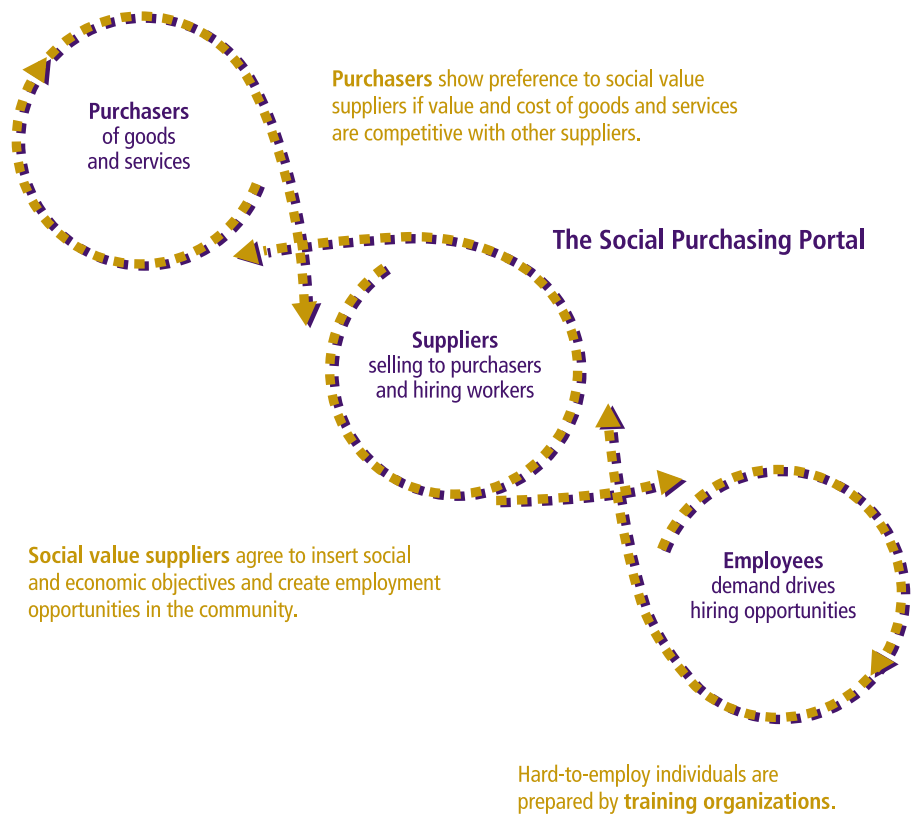 Purchasers
of goods
and services
Purchasers show preference to social value
suppliers if value and cost of goods and services
are competitive with other suppliers.
The Social Purchasing Portal
Suppliers
selling to purchasers
and hiring workers
Social value suppliers agree to insert social
and economic objectives and create employment
opportunities in the community.
Employees
demand drives
hiring opportunities
Hard-to-employ individuals are
prepared by training organizations.